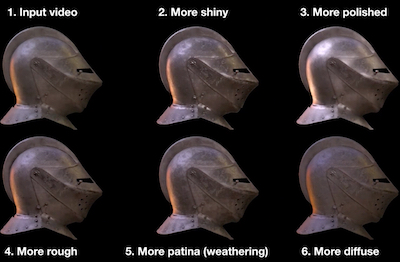 1. Input video
2. More shiny
3. More polished
4. More rough
5. More patina (weathering)
6. More diffuse